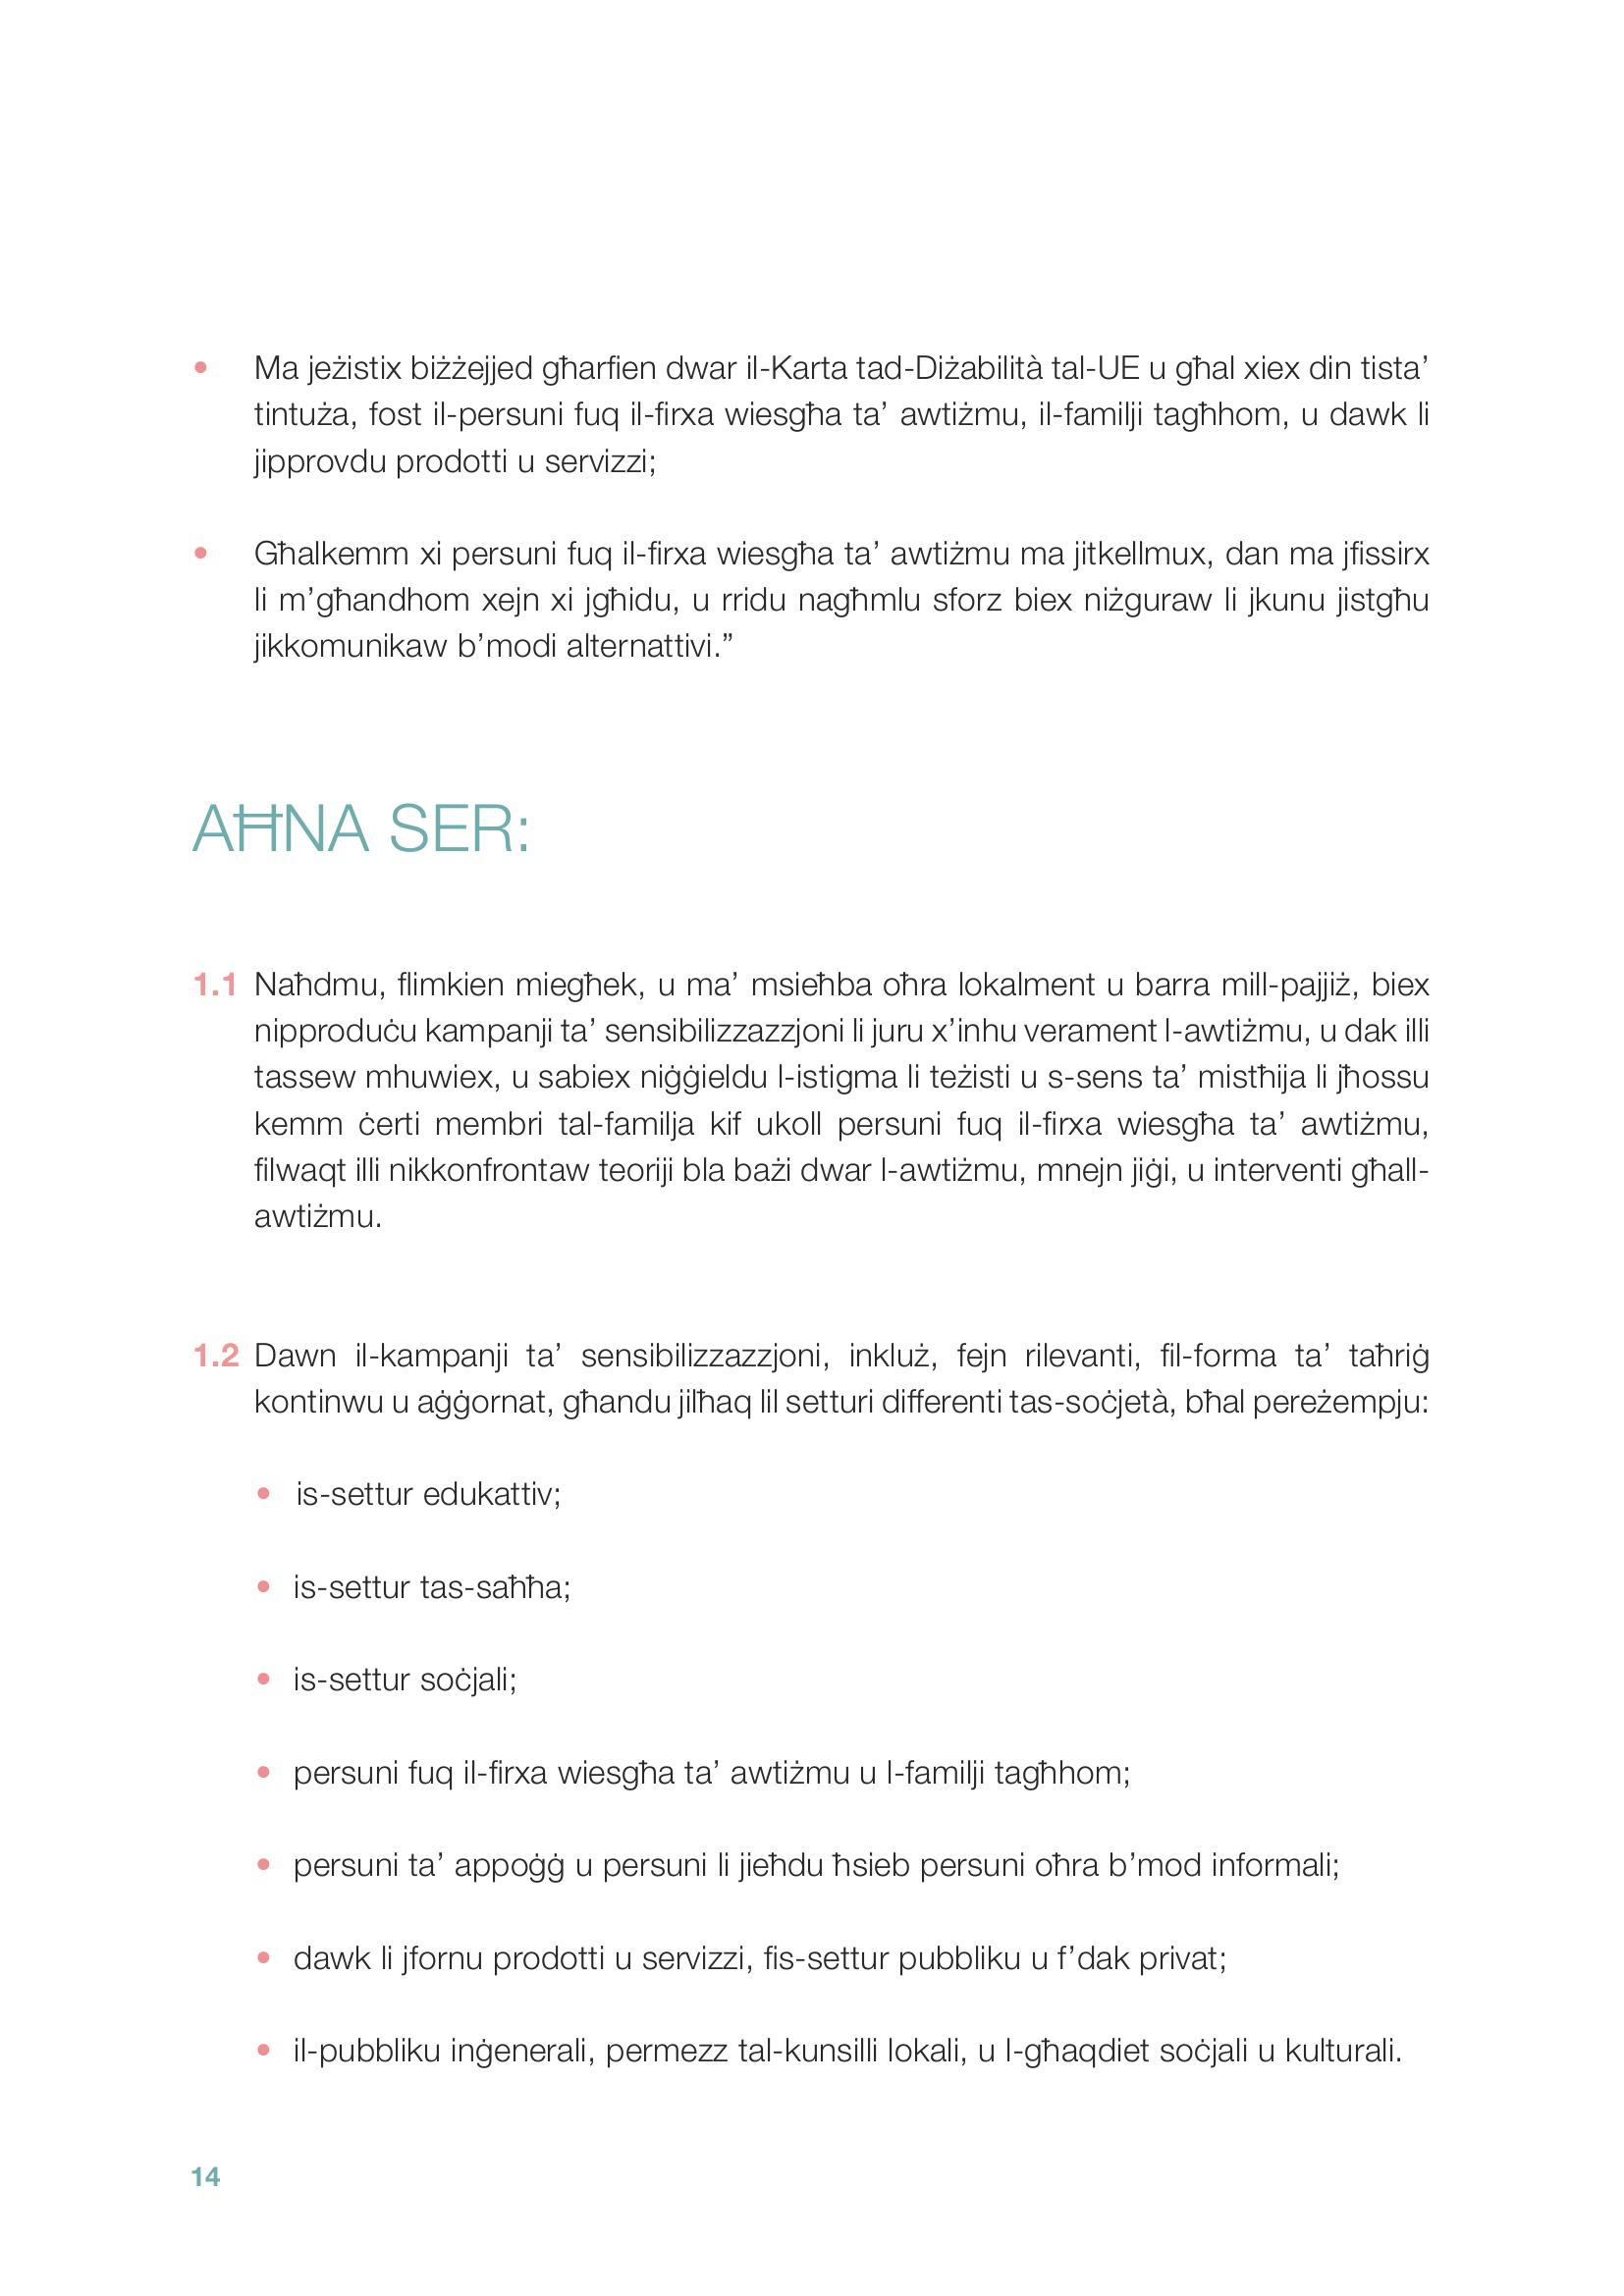 • Ma jeżistix biżżejjed għarfien dwar il-Karta tad-Diżabilità tal-UE u għal xiex din tista’
tintuża, fost il-persuni fuq il-firxa wiesgħa ta’ awtiżmu, il-familji tagħhom, u dawk li
jipprovdu prodotti u servizzi;
• Għalkemm xi persuni fuq il-firxa wiesgħa ta’ awtiżmu ma jitkellmux, dan ma jfissirx
li m’għandhom xejn xi jgħidu, u rridu nagħmlu sforz biex niżguraw li jkunu jistgħu
jikkomunikaw b’modi alternattivi.”
AĦNA SER:
1.1 Naħdmu, flimkien miegħek, u ma’ msieħba oħra lokalment u barra mill-pajjiż, biex
nipproduċu kampanji ta’ sensibilizzazzjoni li juru x’inhu verament l-awtiżmu, u dak illi
tassew mhuwiex, u sabiex niġġieldu l-istigma li teżisti u s-sens ta’ mistħija li jħossu
kemm ċerti membri tal-familja kif ukoll persuni fuq il-firxa wiesgħa ta’ awtiżmu,
filwaqt illi nikkonfrontaw teoriji bla bażi dwar l-awtiżmu, mnejn jiġi, u interventi għall-
awtiżmu.
1.2 Dawn il-kampanji ta’ sensibilizzazzjoni, inkluż, fejn rilevanti, fil-forma ta’ taħriġ
kontinwu u aġġornat, għandu jilħaq lil setturi differenti tas-soċjetà, bħal pereżempju:
• is-settur edukattiv;
• is-settur tas-saħħa;
• is-settur soċjali;
• persuni fuq il-firxa wiesgħa ta’ awtiżmu u l-familji tagħhom;
• persuni ta’ appoġġ u persuni li jieħdu ħsieb persuni oħra b’mod informali;
• dawk li jfornu prodotti u servizzi, fis-settur pubbliku u f’dak privat;
• il-pubbliku inġenerali, permezz tal-kunsilli lokali, u l-għaqdiet soċjali u kulturali.
14